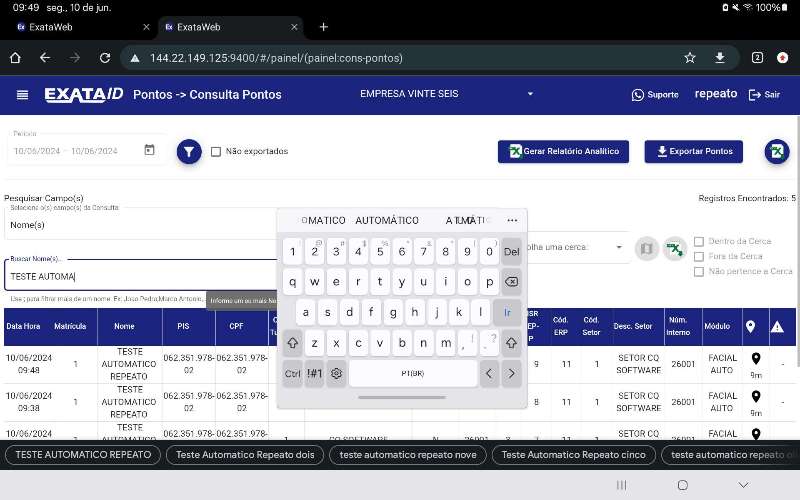 09:49 seg., 10 de jun.
100%
ExataWeb
ExataWeb
144.22.149.125:9400/#/painel/(painel:cons-pontos)
2
EXATAID
Pontos -> Consulta Pontos
EMPRESA VINTE SEIS
Suporte
repeato
Sair
Período
10/06/2024 – 10/06/2024
Não exportados
Gerar Relatório Analítico
Exportar Pontos
Pesquisar Campo(s)
Registros Encontrados: 5
Selecione o(s) campo(s) da Consulta
Nome(s)
Buscar Nome(s)..
TESTE AUTOMA
Use ; para filtrar mais de um nome. Ex: João Pedro;Marco Antonio;
Informe um ou mais No
olha uma cerca:
Dentro da Cerca
Fora da Cerca
Não pertence a Cerca
OMATICO AUTOMÁTICO
1 2 3 4 5 6 7 8 9 0 Del
q w e r t y u i o p
a s d f g h j k l Ir
z x c v b n m , .
Ctrl !#1 PT(BR)
Data Hora Matrícula Nome PIS CPF Cód. ERP Cód. Setor Desc. Setor Núm. Interno Módulo
10/06/2024 09:48 1 TESTE AUTOMATICO REPEATO 062.351.978-02 062.351.978-02 9 11 1 SETOR CQ SOFTWARE 26001 FACIAL AUTO 9m -
10/06/2024 09:38 1 TESTE AUTOMATICO REPEATO 062.351.978-02 062.351.978-02 8 11 1 SETOR CQ SOFTWARE 26001 FACIAL AUTO 9m -
10/06/2024 TESTE AUTOMATICO 062.351.978- 062.351.978- 1 CQ SOFTWARE N 26001 8 7 11 1 SETOR CQ 26001 FACIAL
TESTE AUTOMATICO REPEATO
Teste Automatico Repeato dois
teste automatico repeato nove
Teste Automatico Repeato cinco
teste automatico repeato